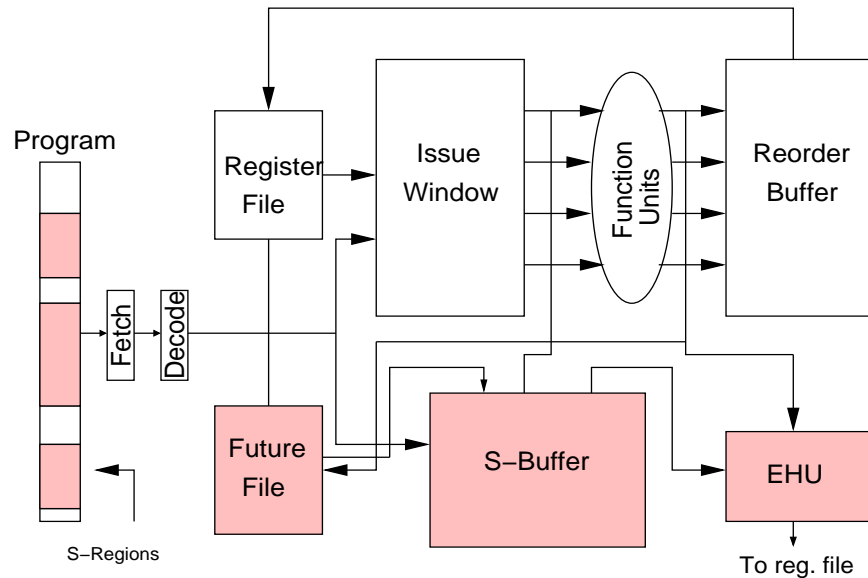 Program
Register
File
Issue
Window
Function
Units
Reorder
Buffer
Fetch
Decode
Future
File
S−Buffer
EHU
S−Regions
To reg. file